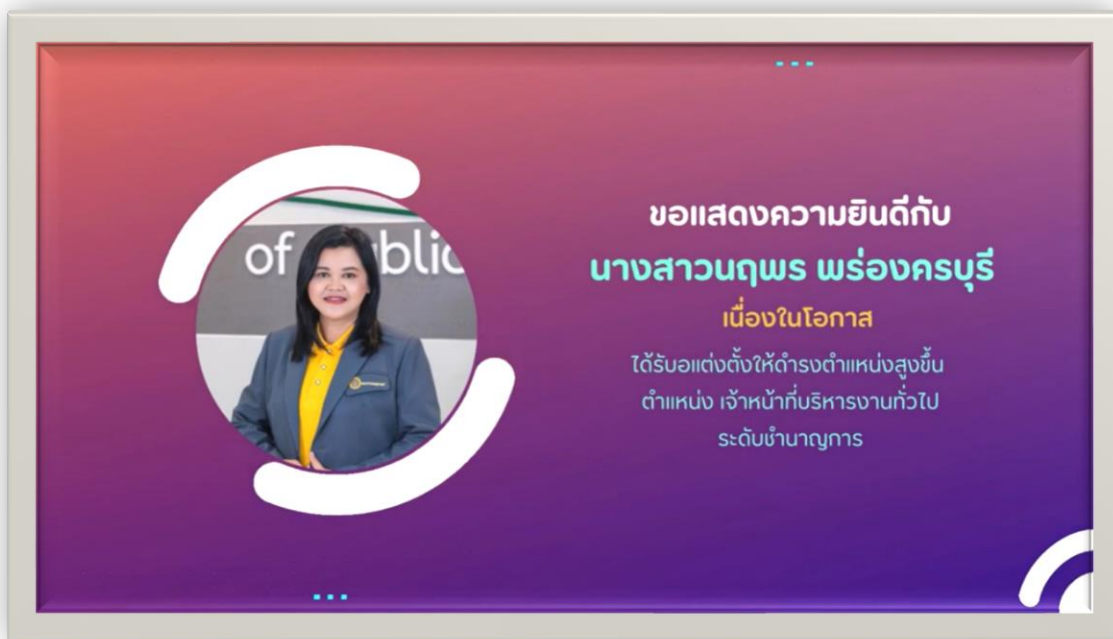 of ublic
ขอแสดงความยินดีกับ
นางสาวนฤพร พร่องครบุรี
เนื่องในโอกาส
ได้รับอแต่งตั้งให้ดำรงตำแหน่งสูงขึ้น
ตำแหน่ง เจ้าหน้าที่บริหารงานทั่วไป
ระดับชำนาญการ